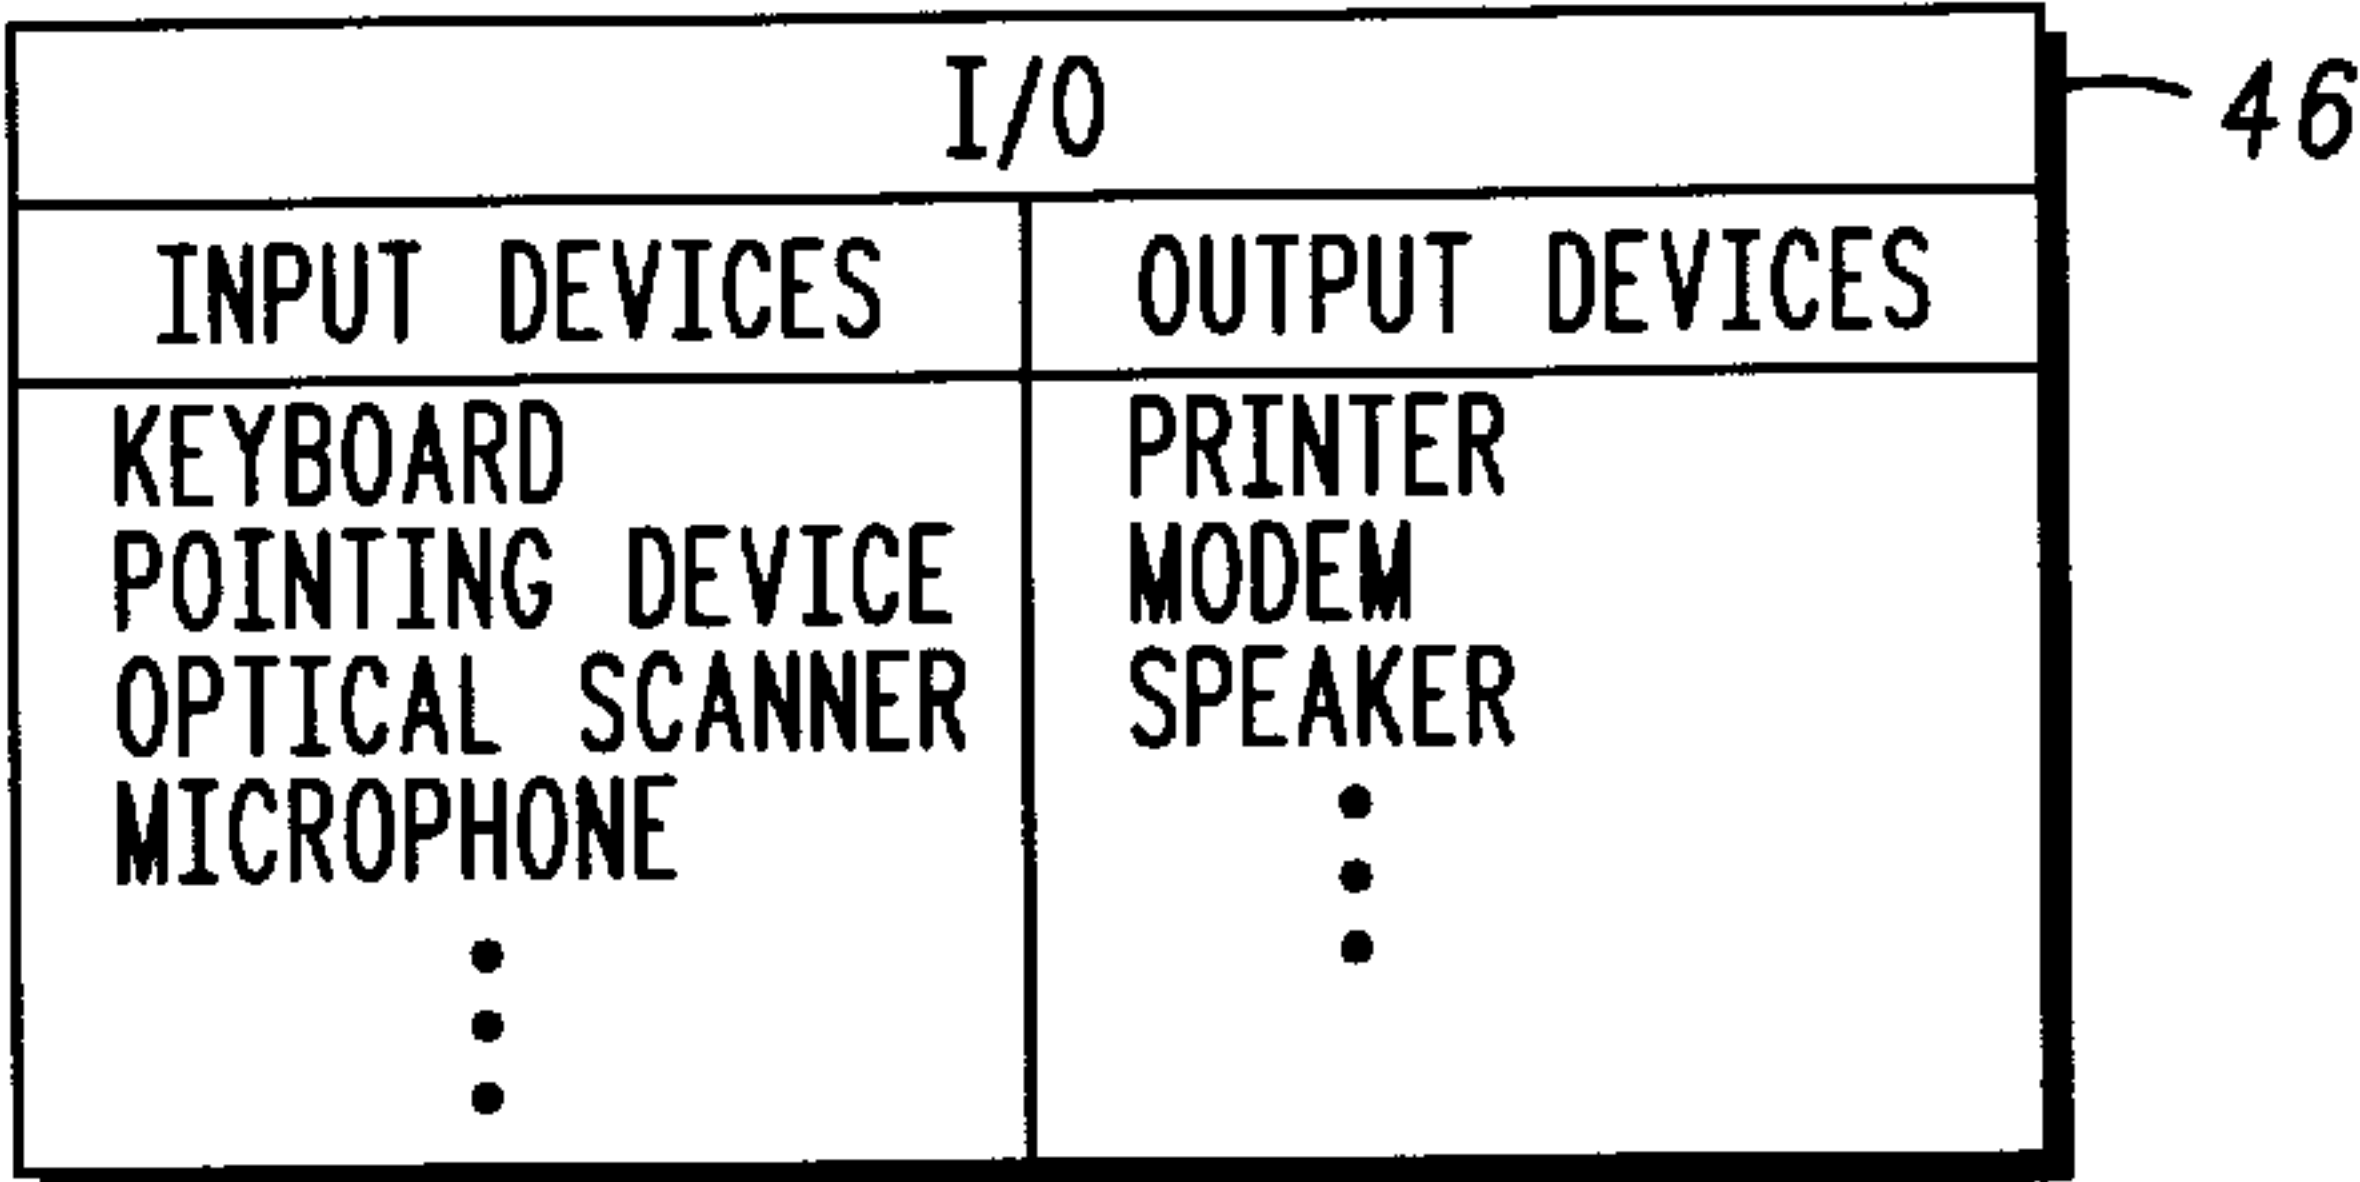 I/O
46
INPUT DEVICES
OUTPUT DEVICES
KEYBOARD
POINTING DEVICE
OPTICAL SCANNER
MICROPHONE
PRINTER
MODEM
SPEAKER